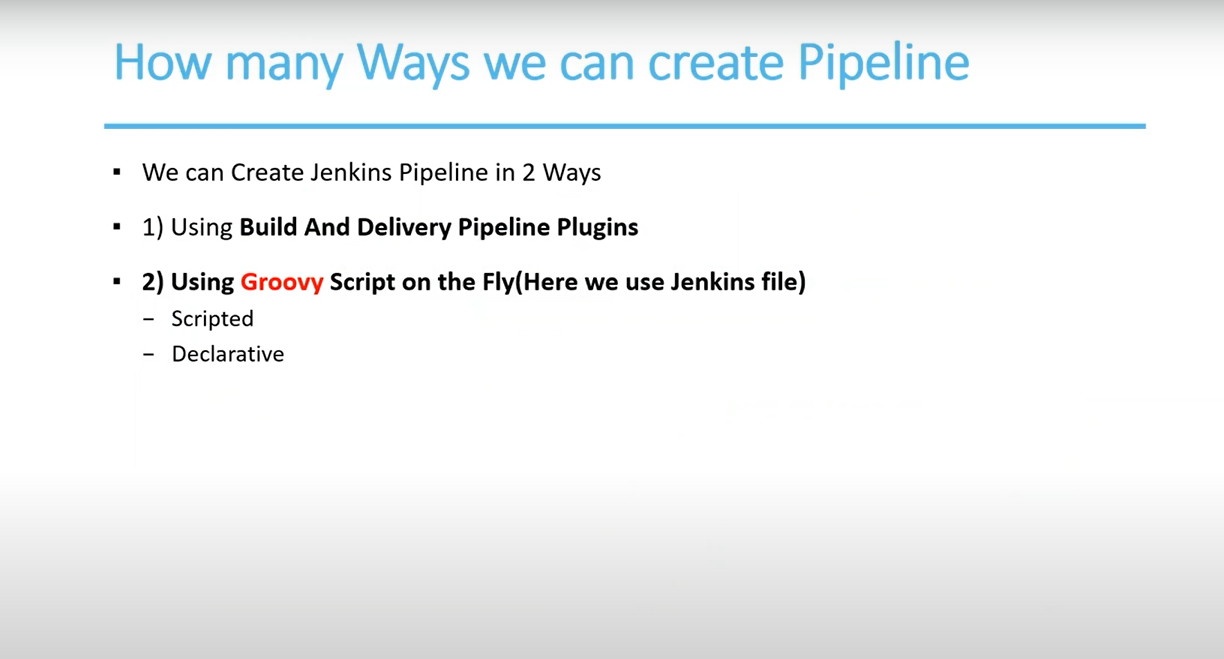 How many Ways we can create Pipeline
▪ We can Create Jenkins Pipeline in 2 Ways
▪ 1) Using Build And Delivery Pipeline Plugins
▪ 2) Using Groovy Script on the Fly(Here we use Jenkins file)
– Scripted
– Declarative